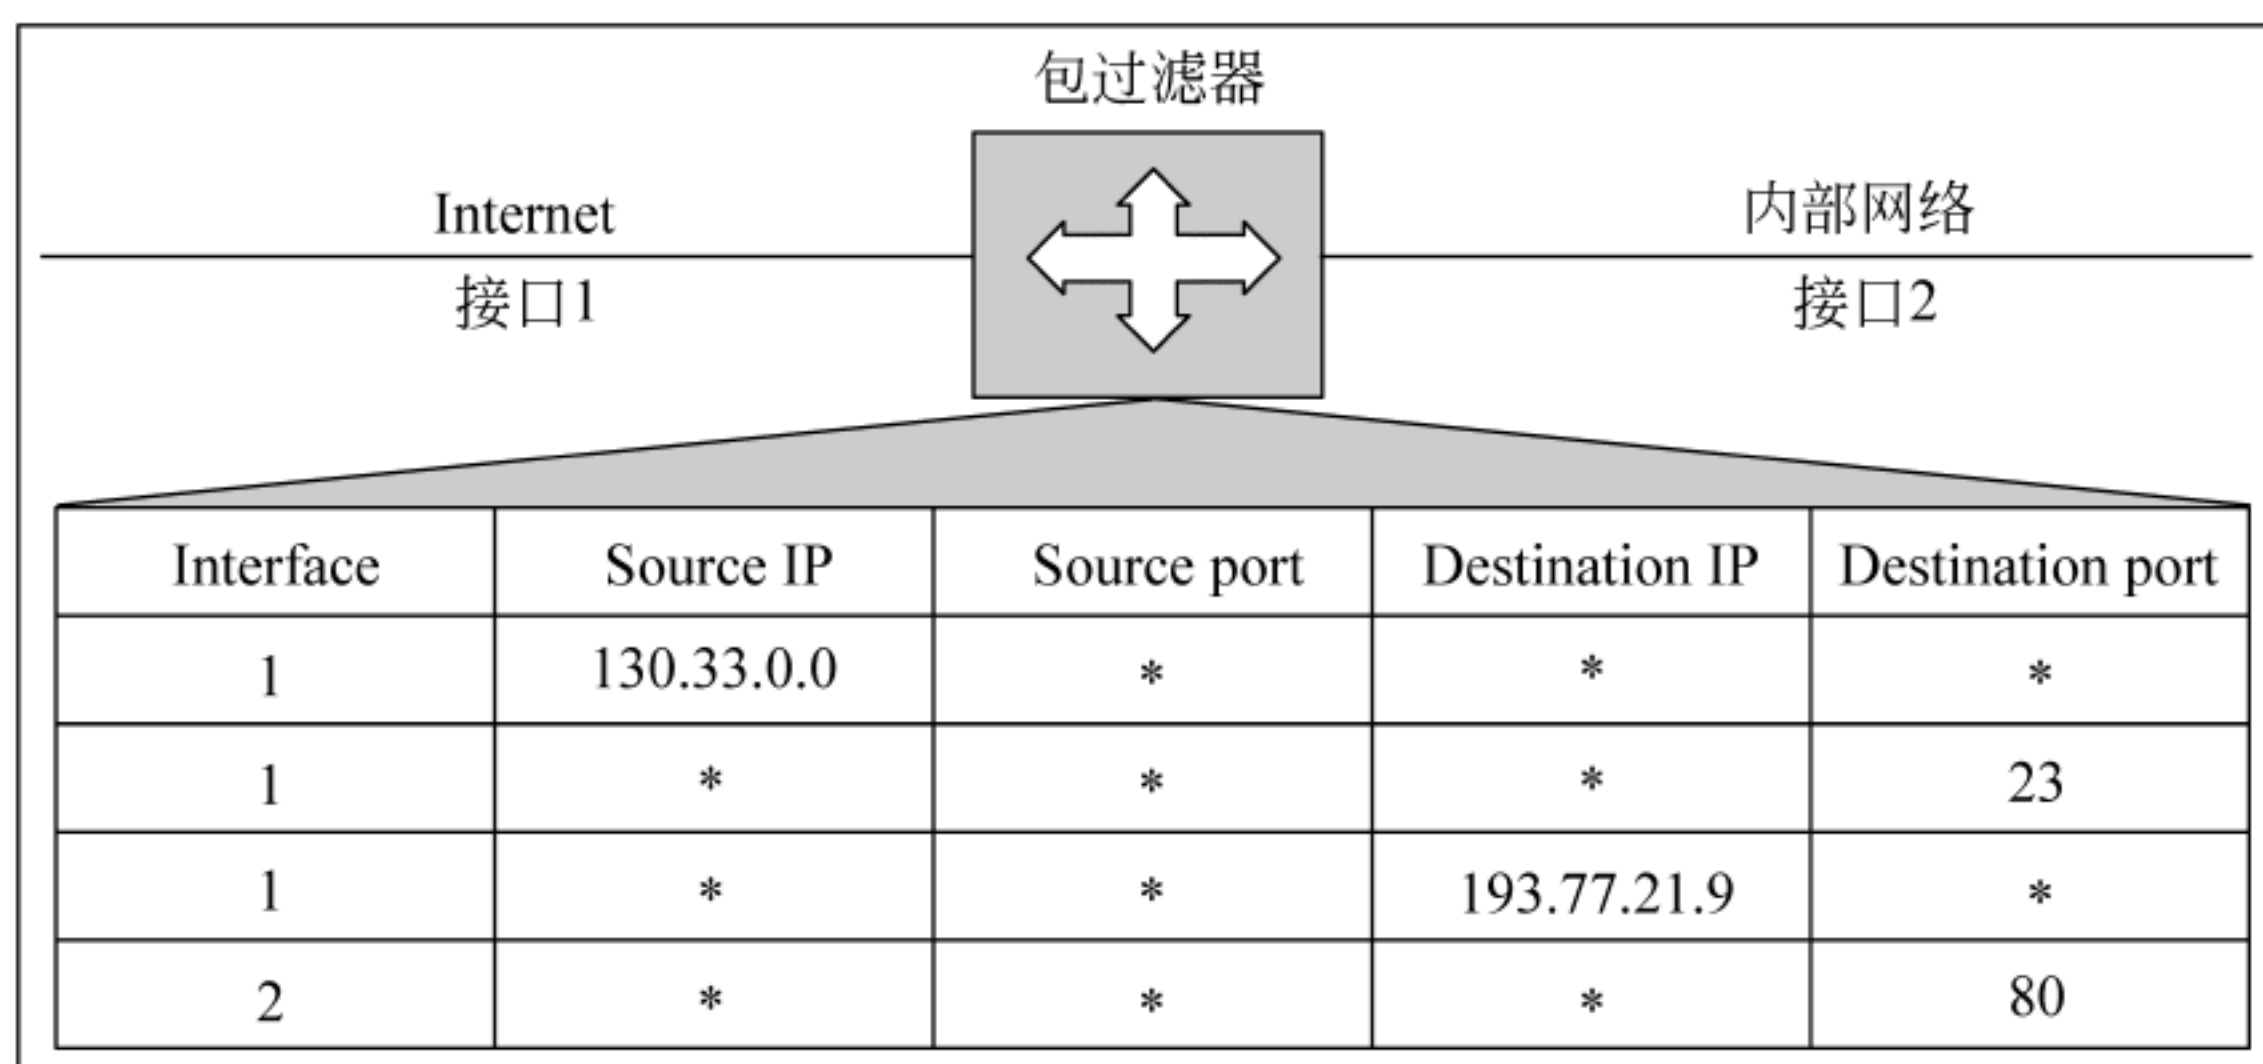 包过滤器
Internet
内部网络
接口1
接口2
Interface Source IP Source port Destination IP Destination port
1 130.33.0.0 * * *
1 * * * 23
1 * * 193.77.21.9 *
2 * * * 80